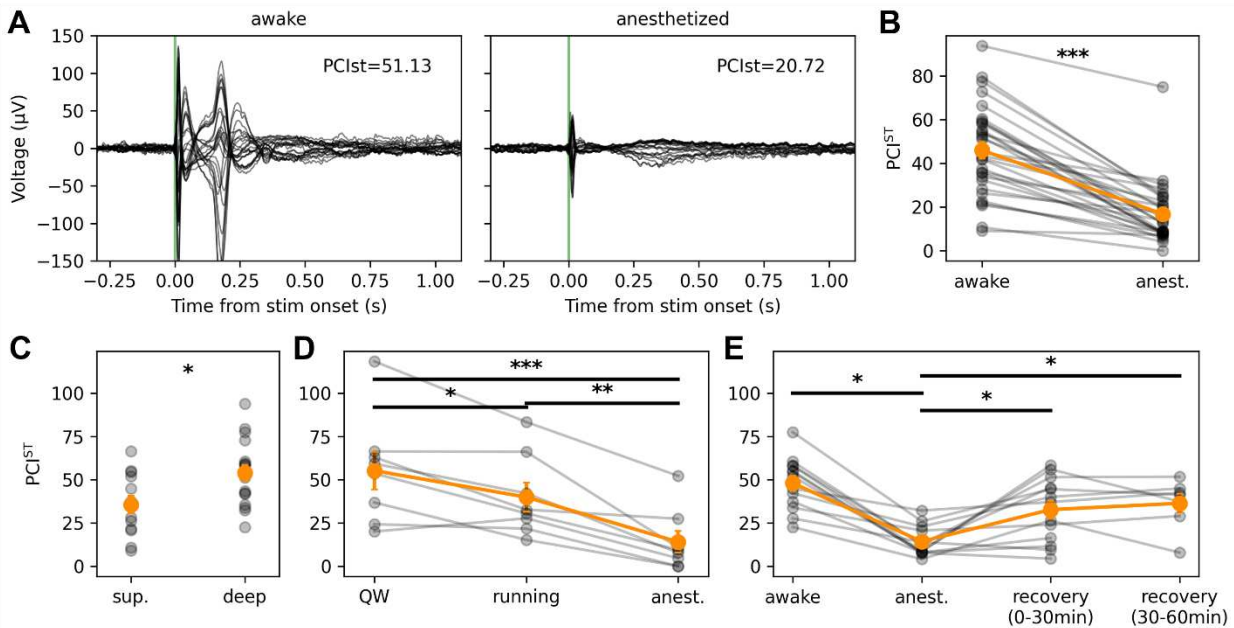 A
awake
anesthetized
B
150
100
50
0
−50
−100
−150
Voltage (µV)
PCIst=51.13
PCIst=20.72
−0.25 0.00 0.25 0.50 0.75 1.00
Time from stim onset (s)
−0.25 0.00 0.25 0.50 0.75 1.00
Time from stim onset (s)
***
80
60
40
20
0
PCI^ST
awake anest.
C
*
100
75
50
25
0
PCI^ST
sup. deep
D
***
* **
100
75
50
25
0
QW running anest.
E
*
* *
100
75
50
25
0
awake anest. recovery recovery
(0-30min) (30-60min)